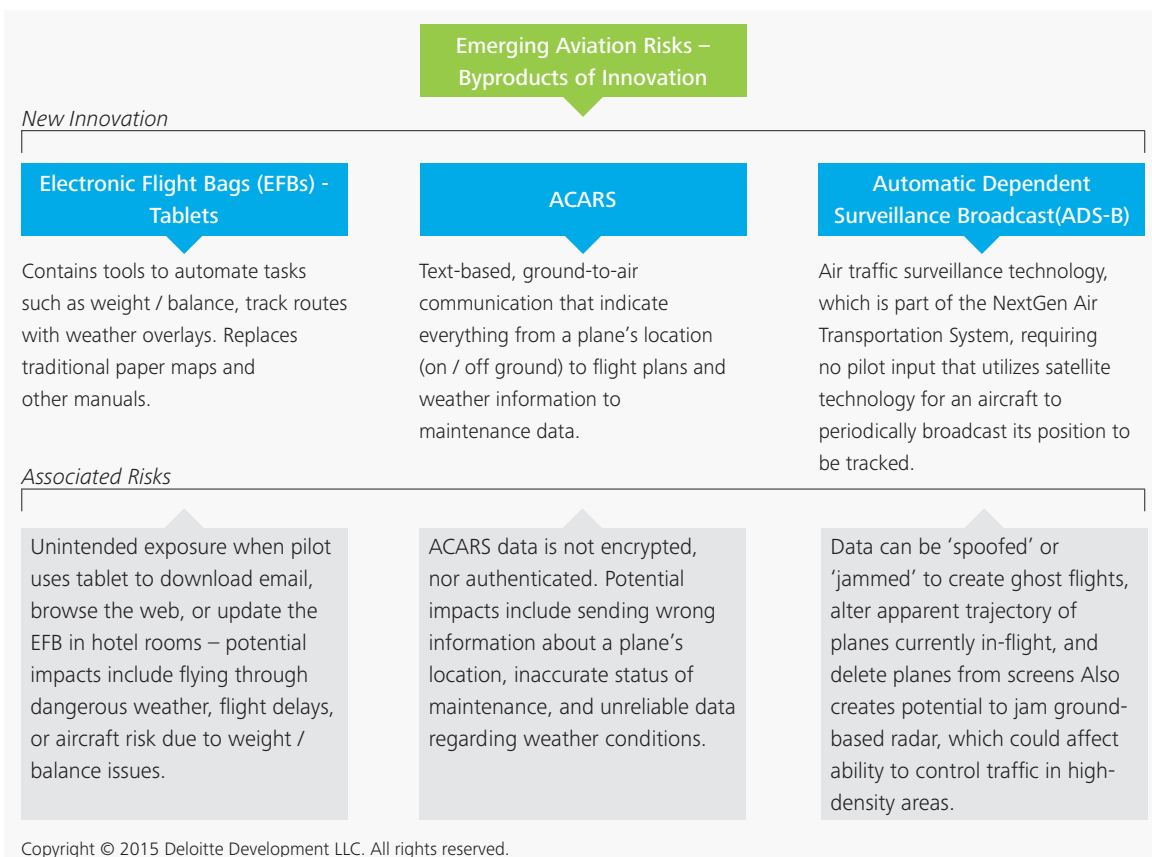 Emerging Aviation Risks –
Byproducts of Innovation
New Innovation
Electronic Flight Bags (EFBs) -
Tablets
Contains tools to automate tasks
such as weight / balance, track routes
with weather overlays. Replaces
traditional paper maps and
other manuals.
ACARS
Text-based, ground-to-air
communication that indicate
everything from a plane’s location
(on / off ground) to flight plans and
weather information to
maintenance data.
Automatic Dependent
Surveillance Broadcast(ADS-B)
Air traffic surveillance technology,
which is part of the NextGen Air
Transportation System, requiring
no pilot input that utilizes satellite
technology for an aircraft to
periodically broadcast its position to
be tracked.
Associated Risks
Unintended exposure when pilot
uses tablet to download email,
browse the web, or update the
EFB in hotel rooms – potential
impacts include flying through
dangerous weather, flight delays,
or aircraft risk due to weight /
balance issues.
ACARS data is not encrypted,
nor authenticated. Potential
impacts include sending wrong
information about a plane’s
location, inaccurate status of
maintenance, and unreliable data
regarding weather conditions.
Data can be ‘spoofed’ or
‘jammed’ to create ghost flights,
alter apparent trajectory of
planes currently in-flight, and
delete planes from screens Also
creates potential to jam ground-
based radar, which could affect
ability to control traffic in high-
density areas.
Copyright © 2015 Deloitte Development LLC. All rights reserved.